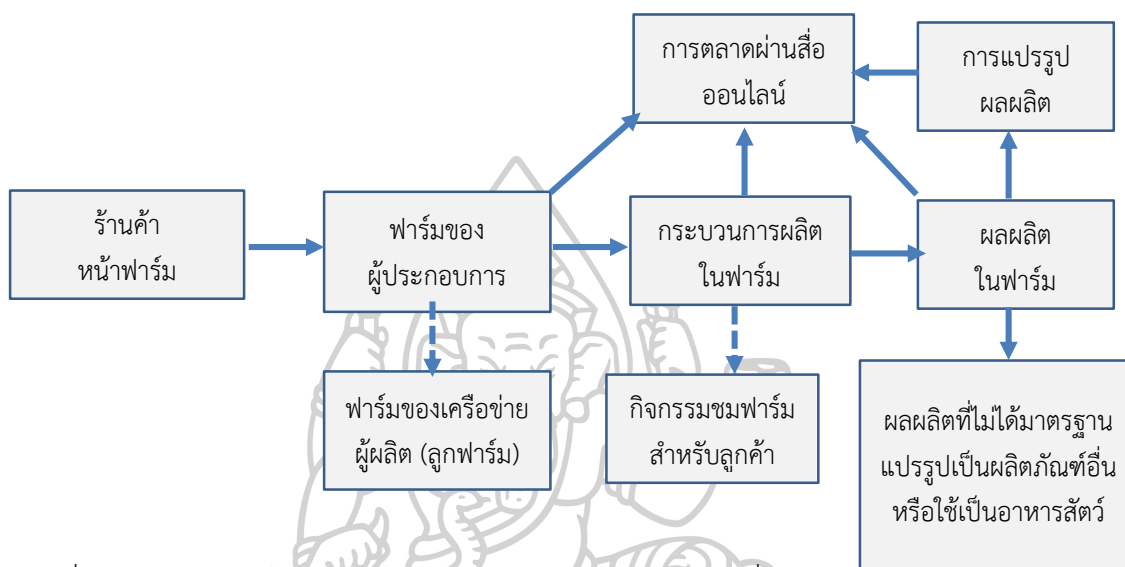 การตลาดผ่านสื่อ
ออนไลน์
การแปรรูป
ผลผลิต
ร้านค้า
หน้าฟาร์ม
ฟาร์มของ
ผู้ประกอบการ
กระบวนการผลิต
ในฟาร์ม
ผลผลิต
ในฟาร์ม
ฟาร์มของเครือข่าย
ผู้ผลิต (ลูกฟาร์ม)
กิจกรรมชมฟาร์ม
สำหรับลูกค้า
ผลผลิตที่ไม่ได้มาตรฐาน
แปรรูปเป็นผลิตภัณฑ์อื่น
หรือใช้เป็นอาหารสัตว์